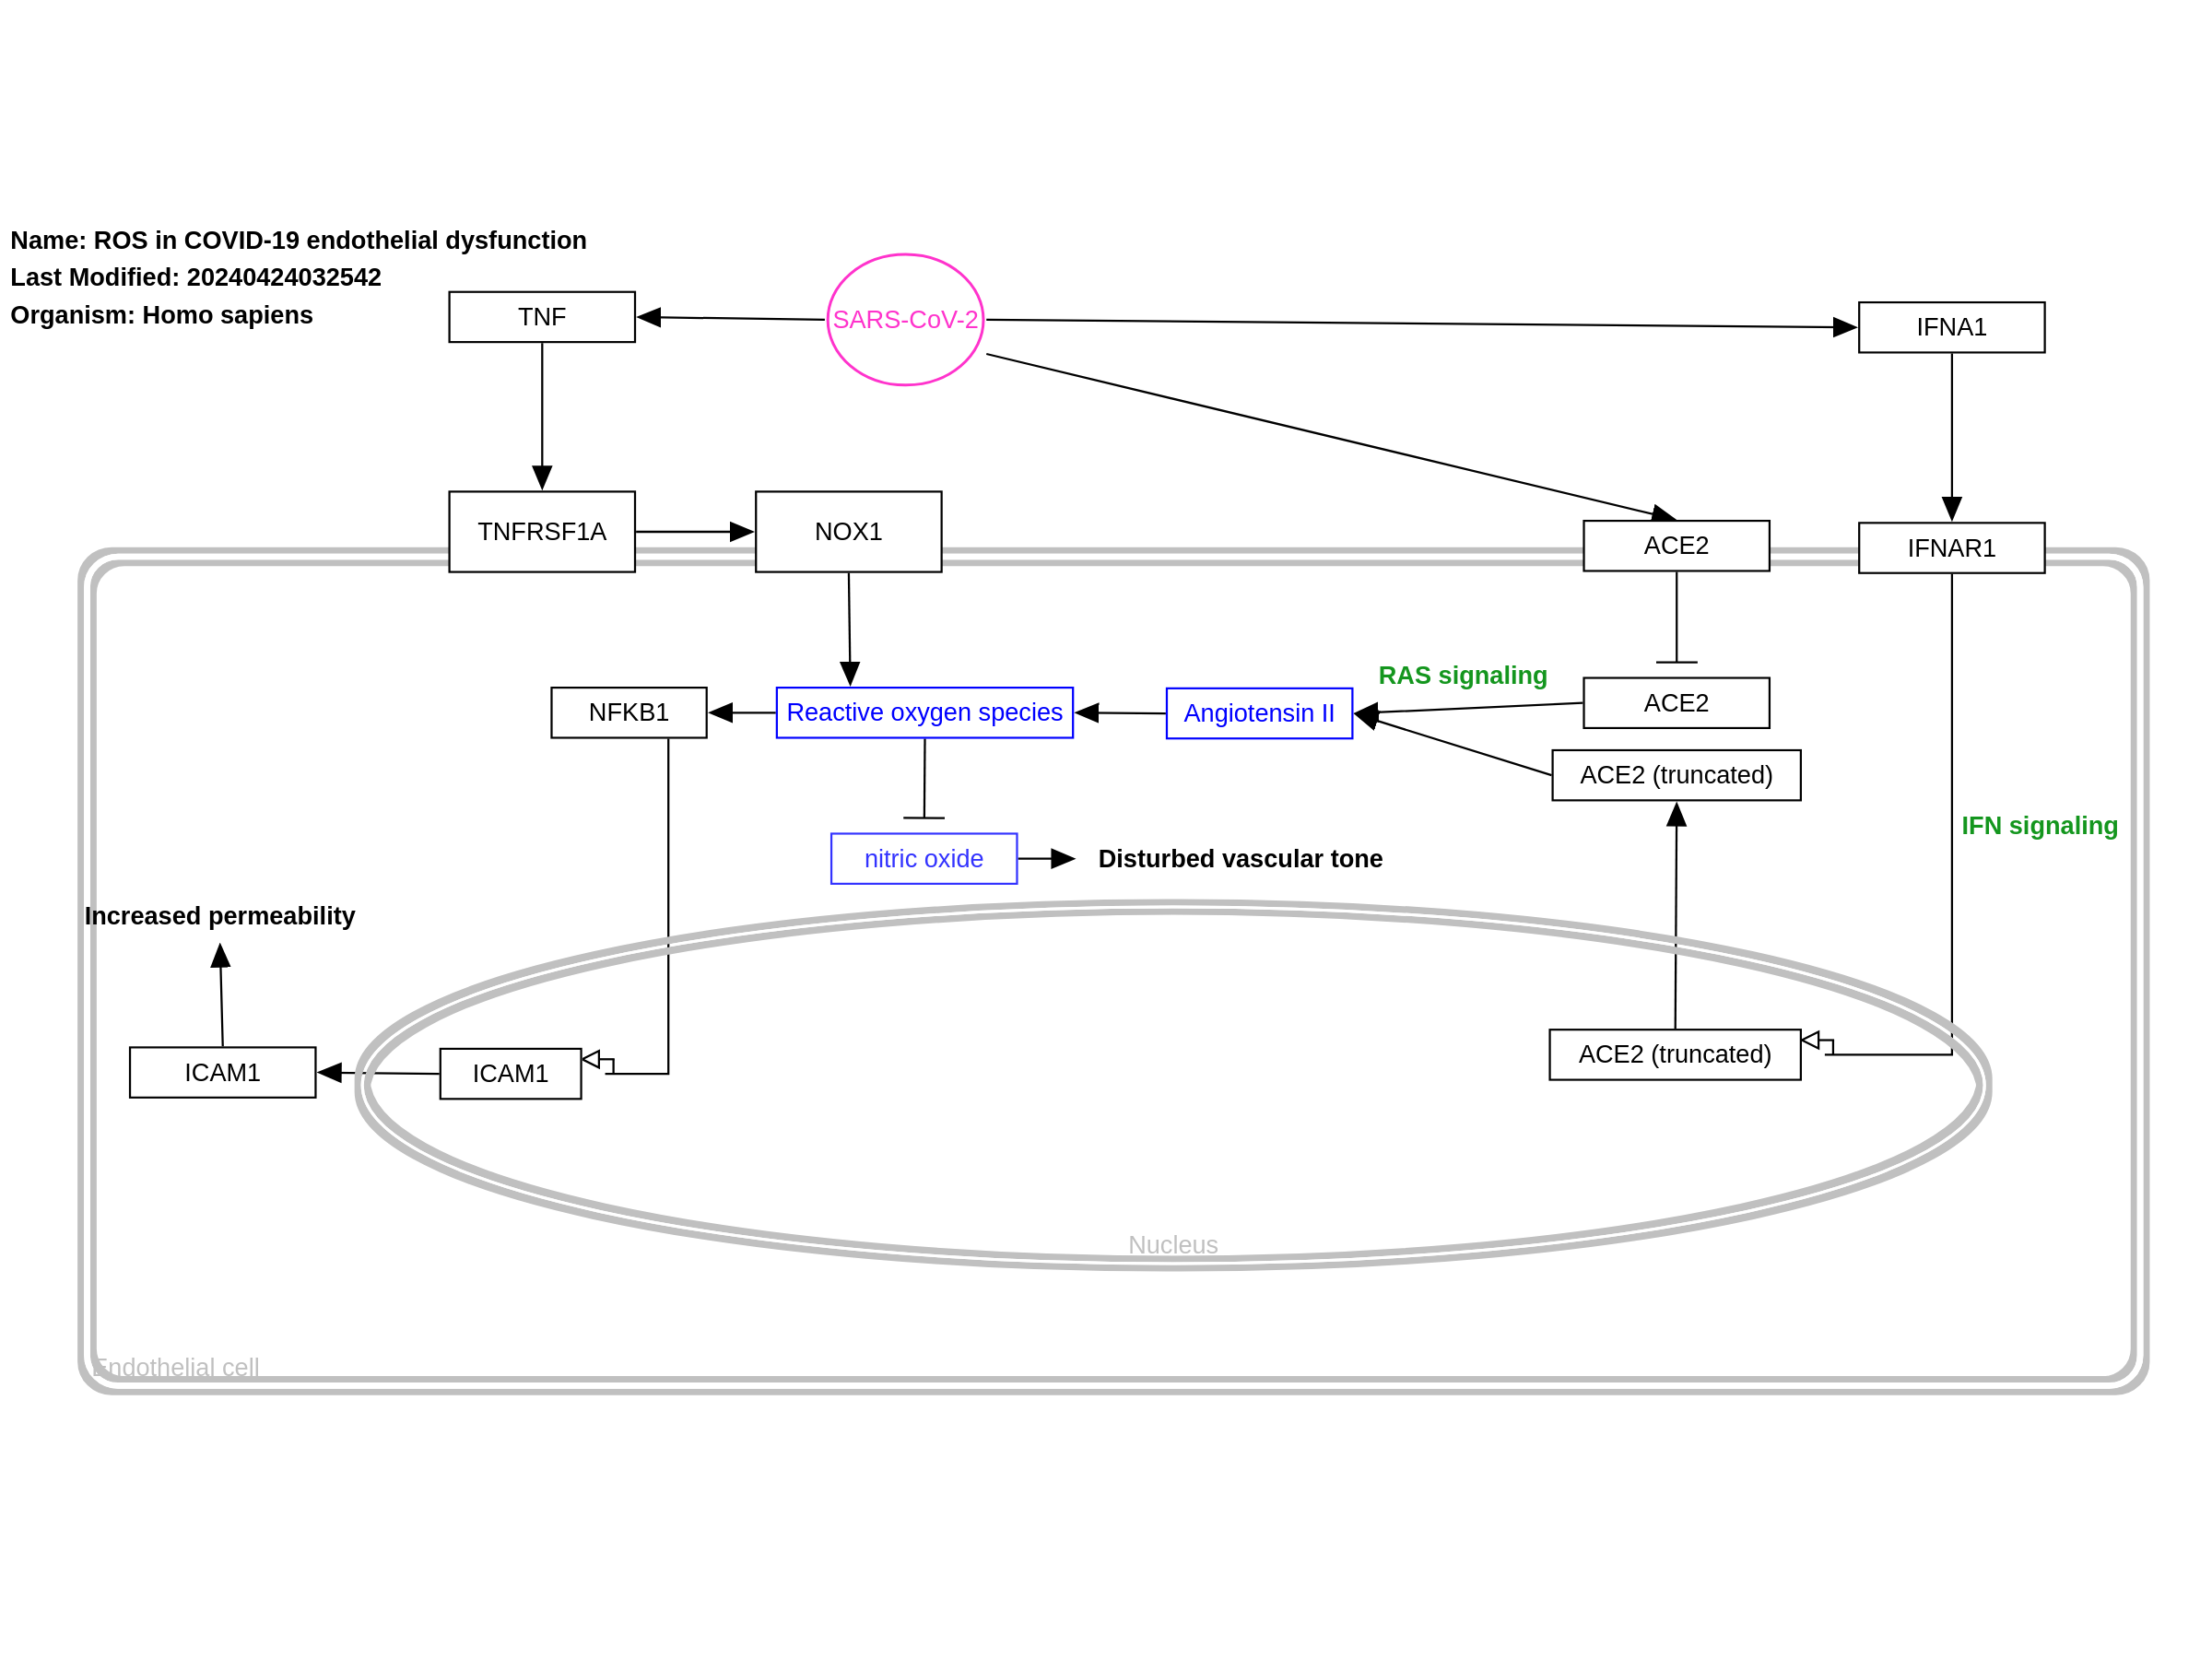 Name: ROS in COVID-19 endothelial dysfunction
Last Modified: 20240424032542
Organism: Homo sapiens
TNF
SARS-CoV-2
IFNA1
TNFRSF1A
NOX1
ACE2
IFNAR1
RAS signaling
NFKB1
Reactive oxygen species
Angiotensin II
ACE2
ACE2 (truncated)
IFN signaling
nitric oxide
Disturbed vascular tone
Increased permeability
ICAM1
ICAM1
ACE2 (truncated)
Nucleus
Endothelial cell